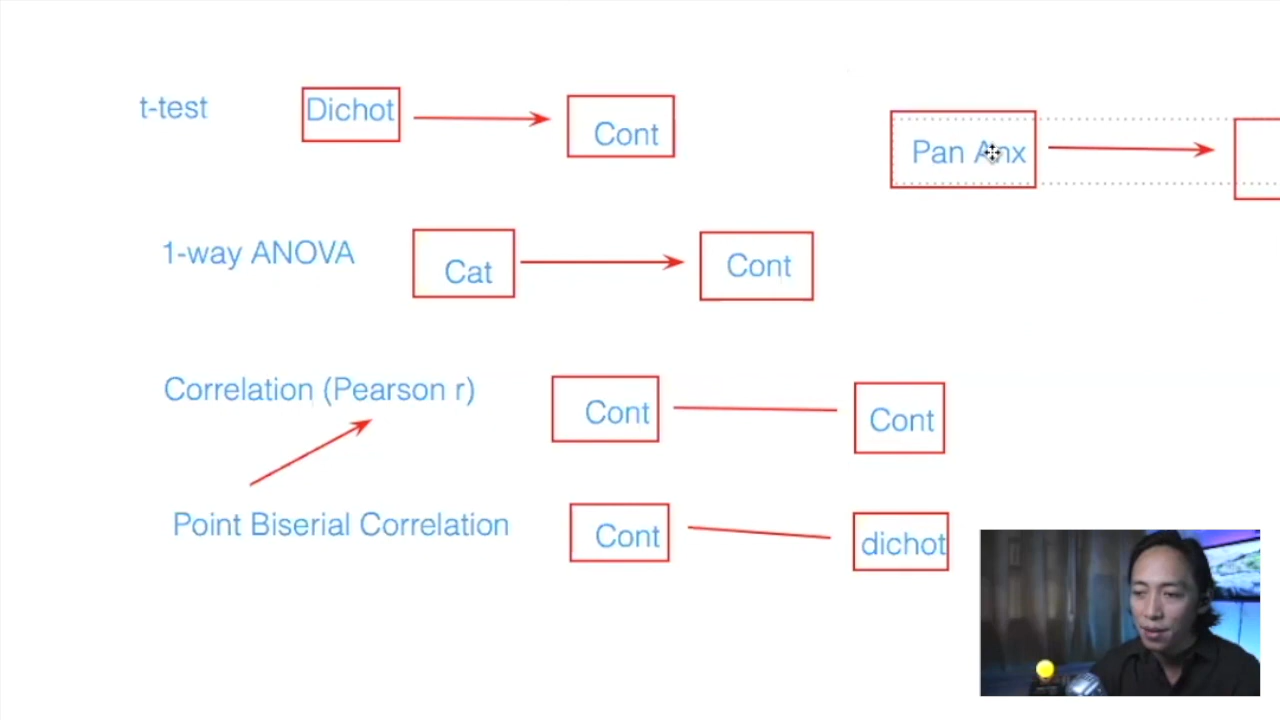 t-test
Dichot
Cont
Pan Anx
1-way ANOVA
Cat
Cont
Correlation (Pearson r)
Cont
Cont
Point Biserial Correlation
Cont
dichot